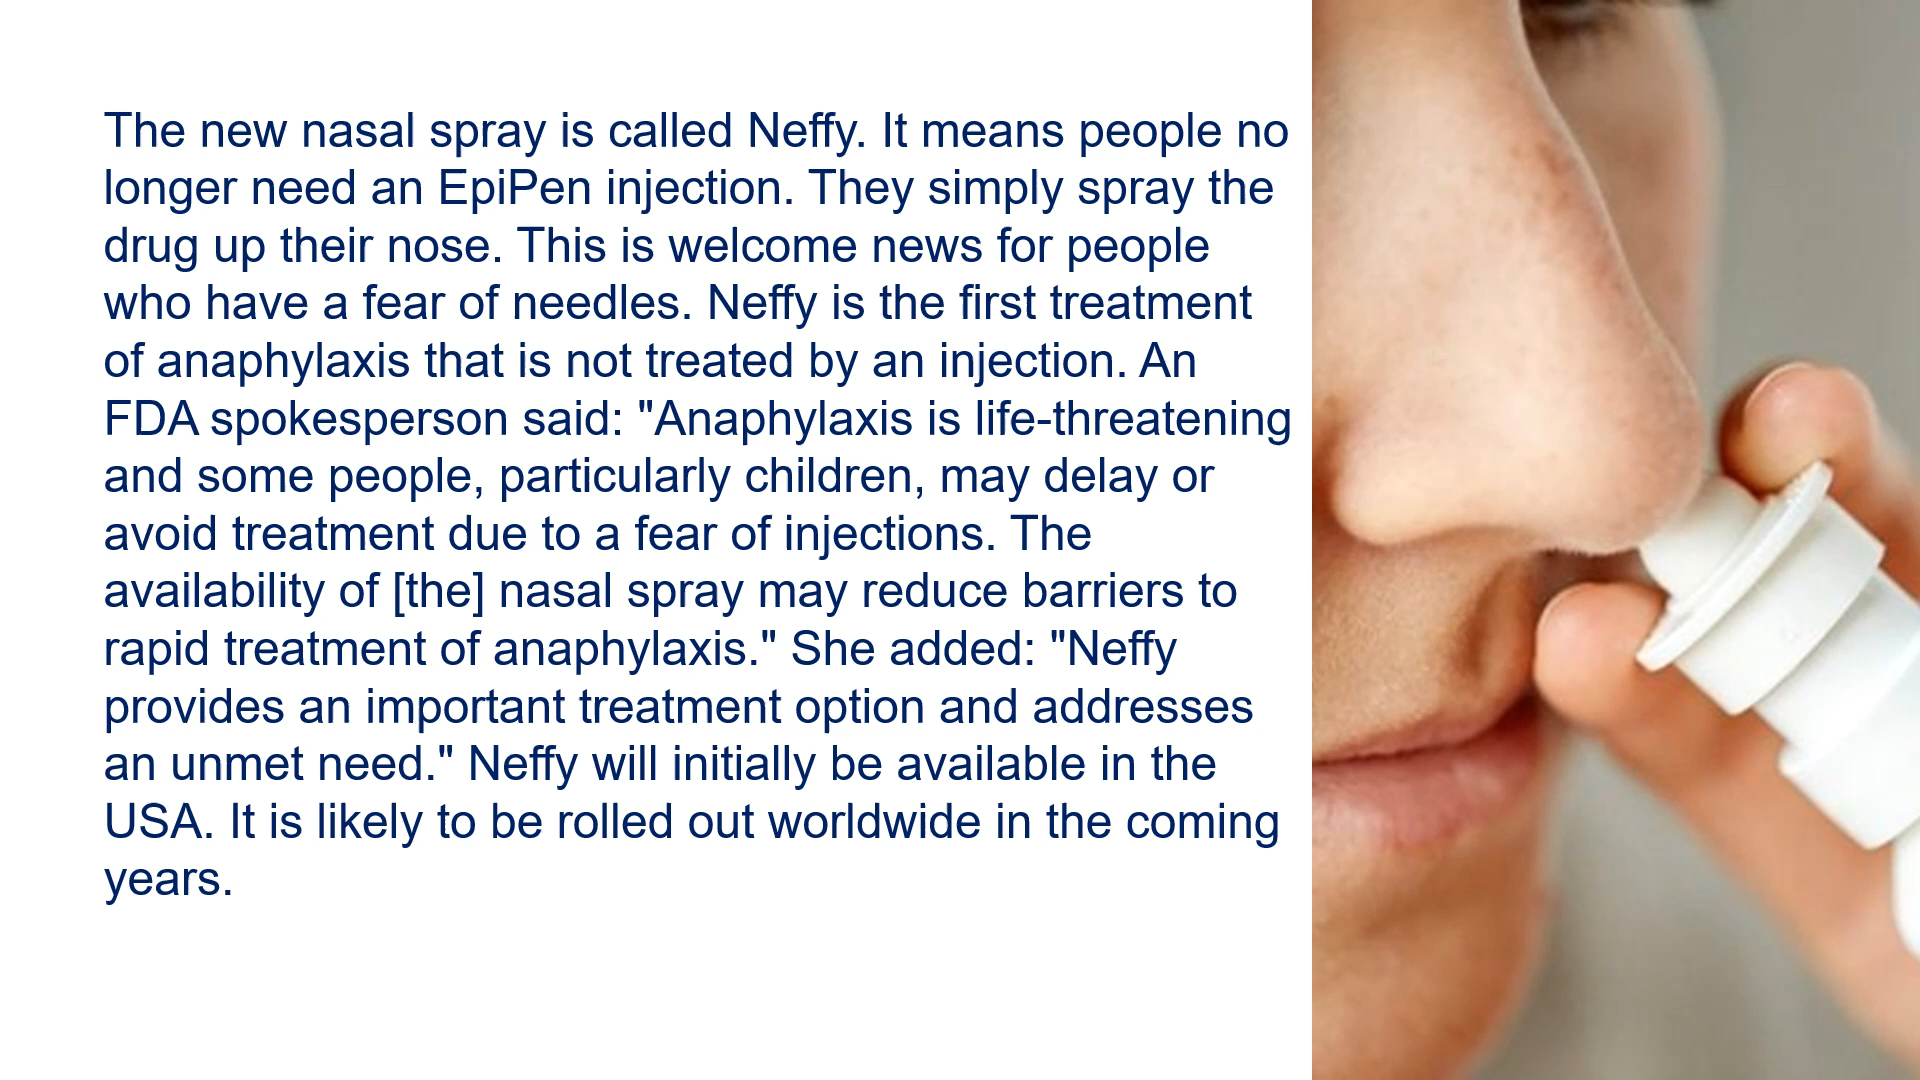 The new nasal spray is called Neffy. It means people no
longer need an EpiPen injection. They simply spray the
drug up their nose. This is welcome news for people
who have a fear of needles. Neffy is the first treatment
of anaphylaxis that is not treated by an injection. An
FDA spokesperson said: "Anaphylaxis is life-threatening
and some people, particularly children, may delay or
avoid treatment due to a fear of injections. The
availability of [the] nasal spray may reduce barriers to
rapid treatment of anaphylaxis." She added: "Neffy
provides an important treatment option and addresses
an unmet need." Neffy will initially be available in the
USA. It is likely to be rolled out worldwide in the coming
years.